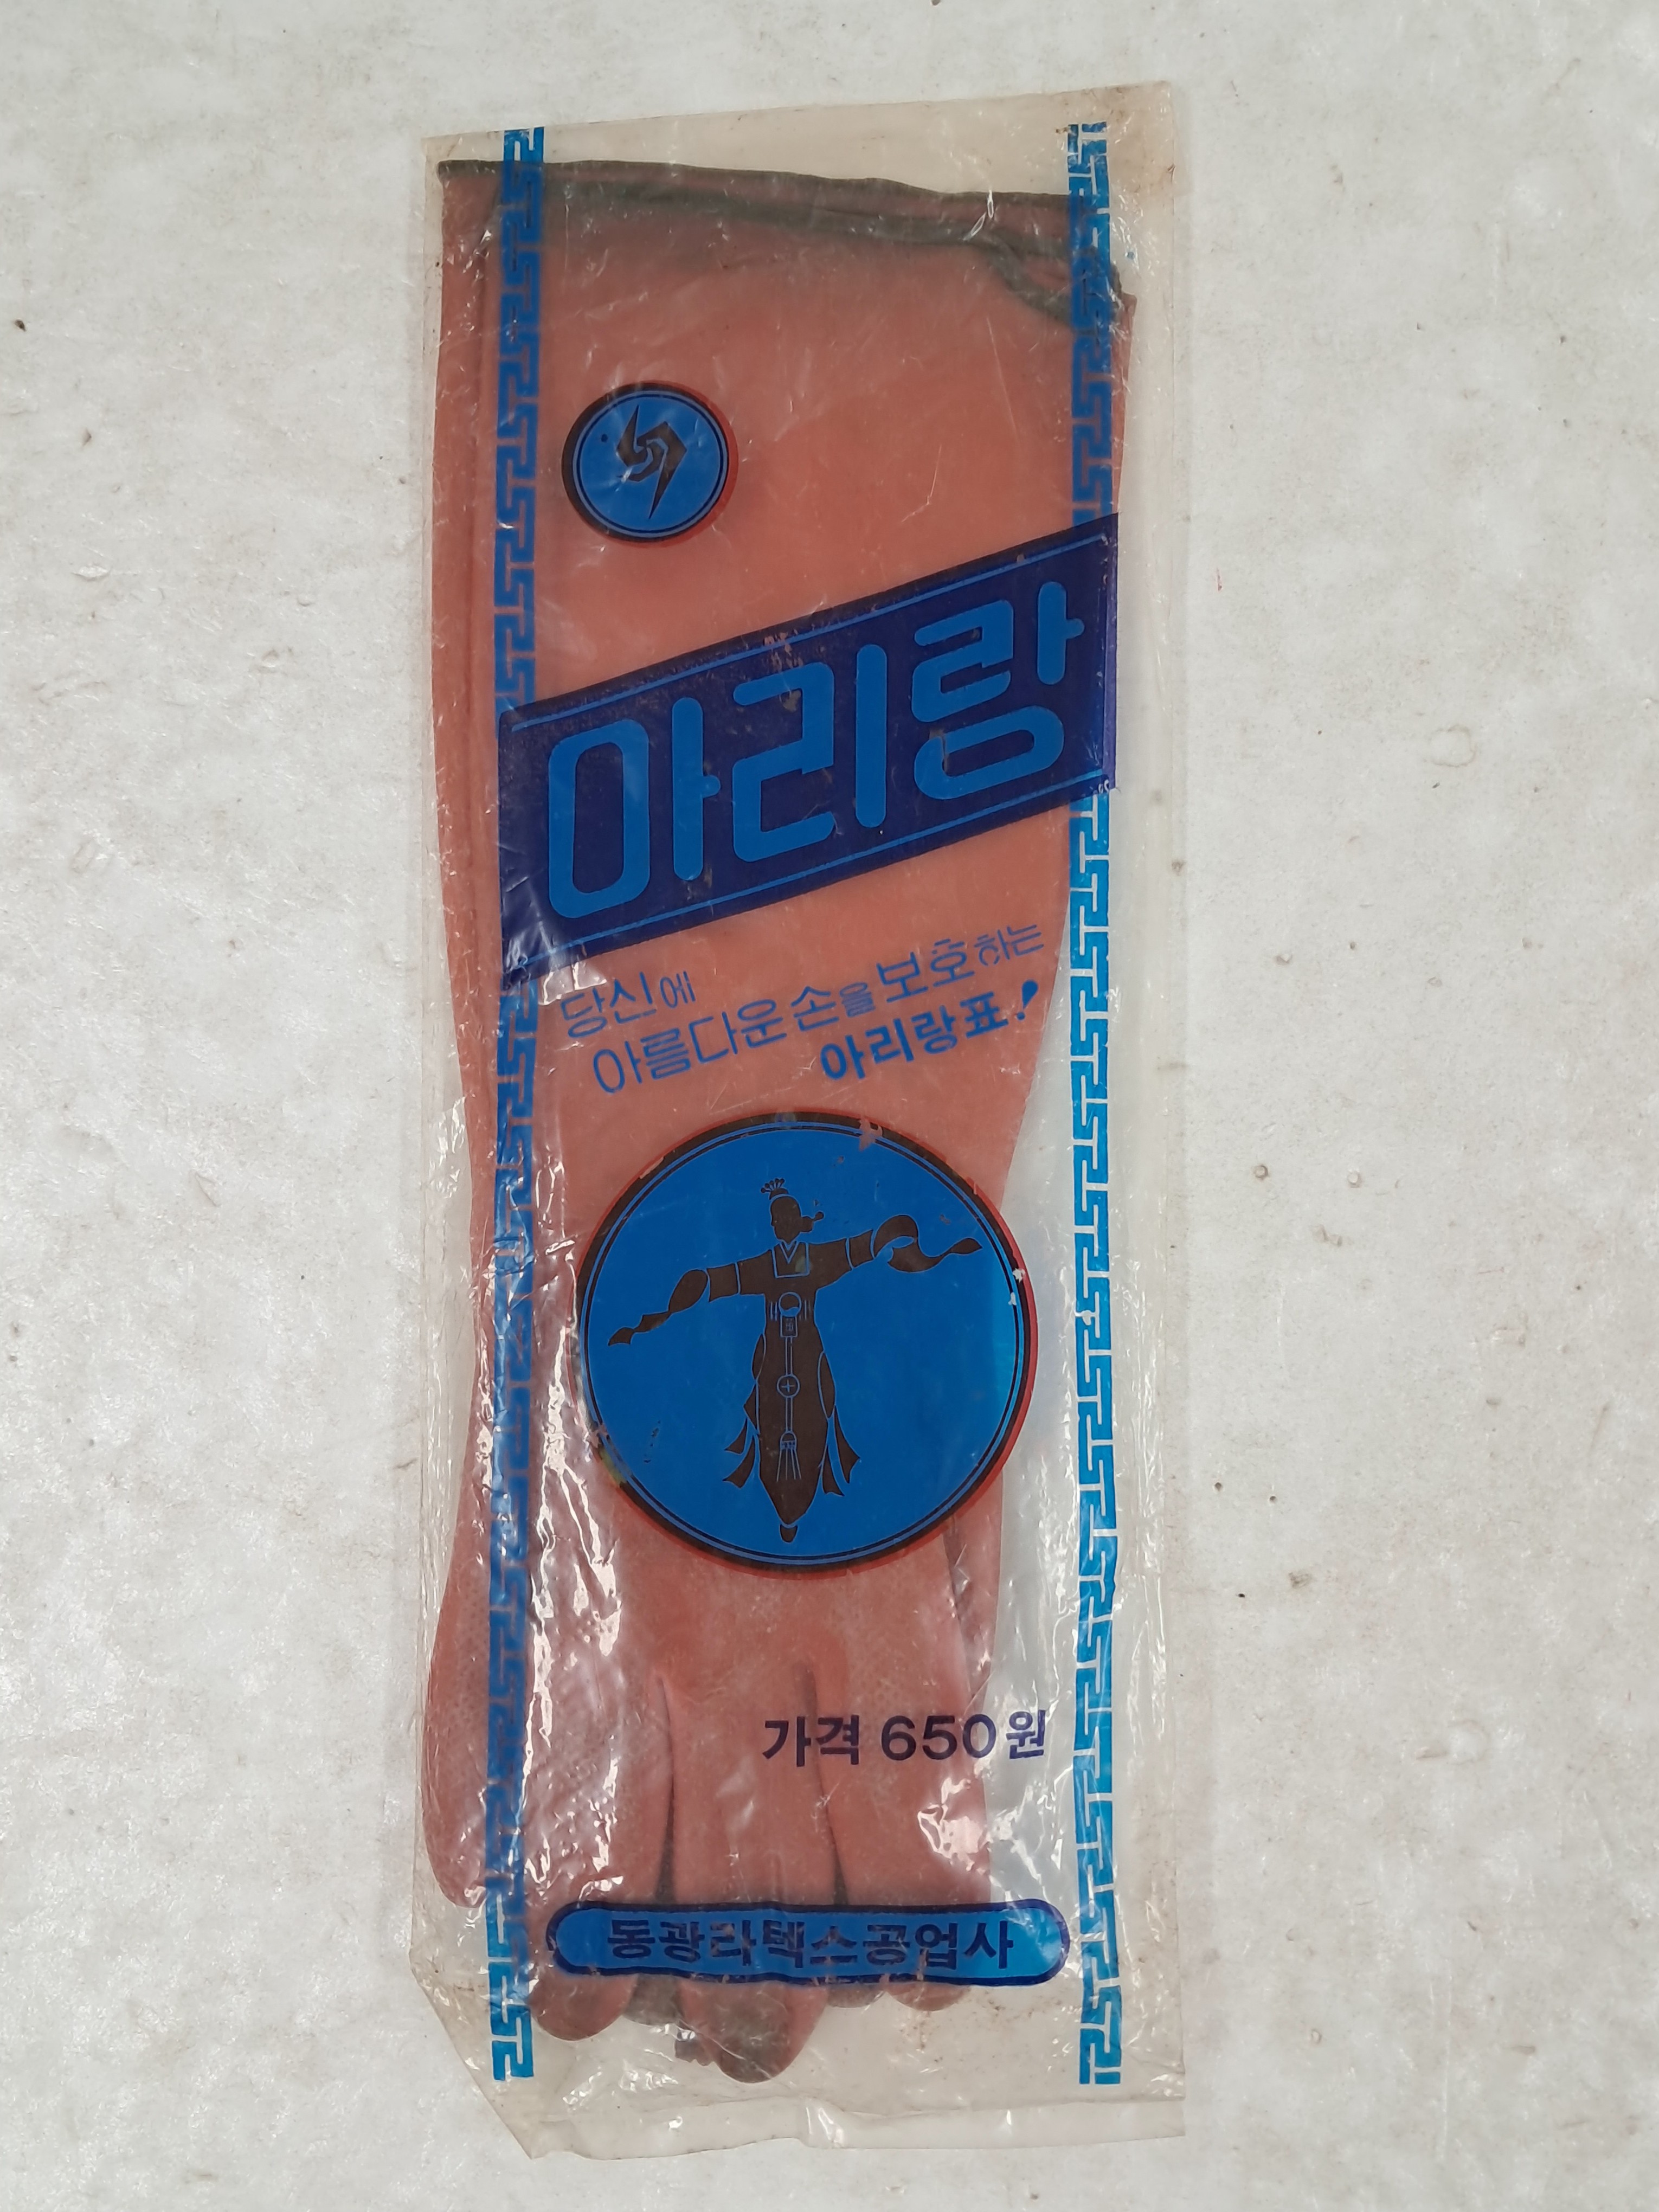 아리랑
당신에
아름다운 손을 보호하는
아리랑표!
가격 650원
동광라텍스공업사